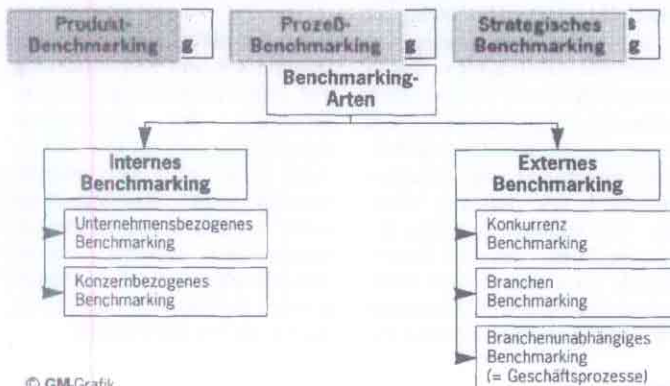 Produkt-
Benchmarking
Prozeß-
Benchmarking
Strategisches
Benchmarking
Benchmarking-
Arten
Internes
Benchmarking
Unternehmensbezogenes
Benchmarking
Konzernbezogenes
Benchmarking
Externes
Benchmarking
Konkurrenz
Benchmarking
Branchen
Benchmarking
Branchenunabhängiges
Benchmarking
(= Geschäftsprozesse)
© GM-Grafik